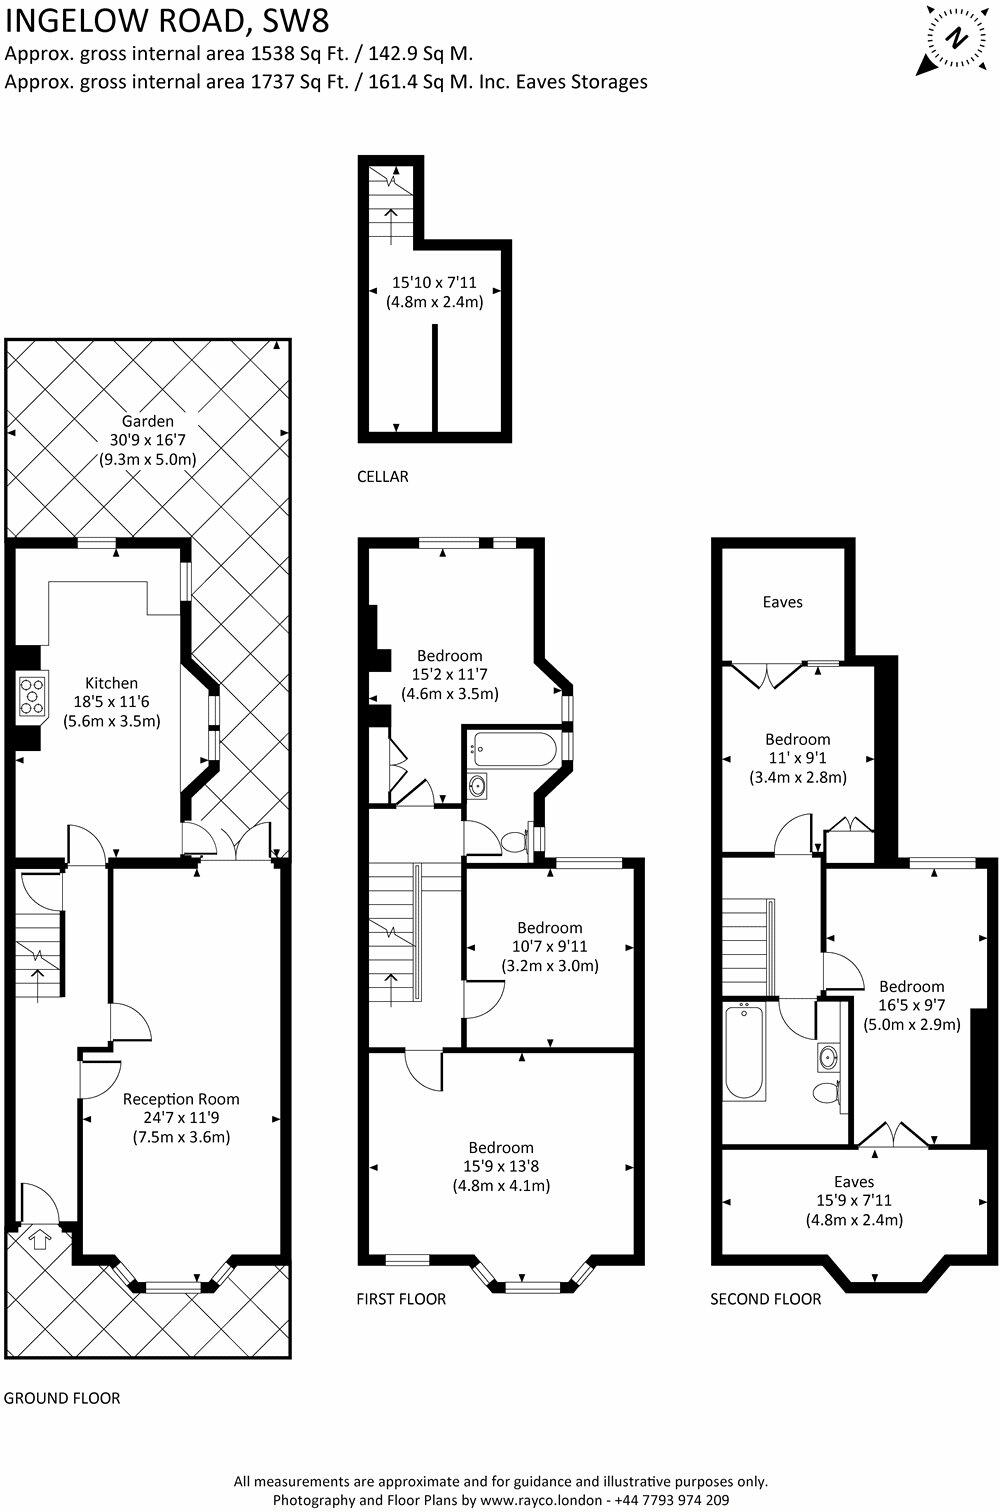 INGELOW ROAD, SW8
Approx. gross internal area 1538 Sq Ft. / 142.9 Sq M.
Approx. gross internal area 1737 Sq Ft. / 161.4 Sq M. Inc. Eaves Storages
N
15'10 x 7'11
(4.8m x 2.4m)
CELLAR
Garden
30'9 x 16'7
(9.3m x 5.0m)
Kitchen
18'5 x 11'6
(5.6m x 3.5m)
Reception Room
24'7 x 11'9
(7.5m x 3.6m)
GROUND FLOOR
Bedroom
15'2 x 11'7
(4.6m x 3.5m)
Bedroom
10'7 x 9'11
(3.2m x 3.0m)
Bedroom
15'9 x 13'8
(4.8m x 4.1m)
FIRST FLOOR
Eaves
Bedroom
11' x 9'1
(3.4m x 2.8m)
Bedroom
16'5 x 9'7
(5.0m x 2.9m)
Eaves
15'9 x 7'11
(4.8m x 2.4m)
SECOND FLOOR
All measurements are approximate and for guidance and illustrative purposes only.
Photography and Floor Plans by www.rayco.london - +44 7793 974 209